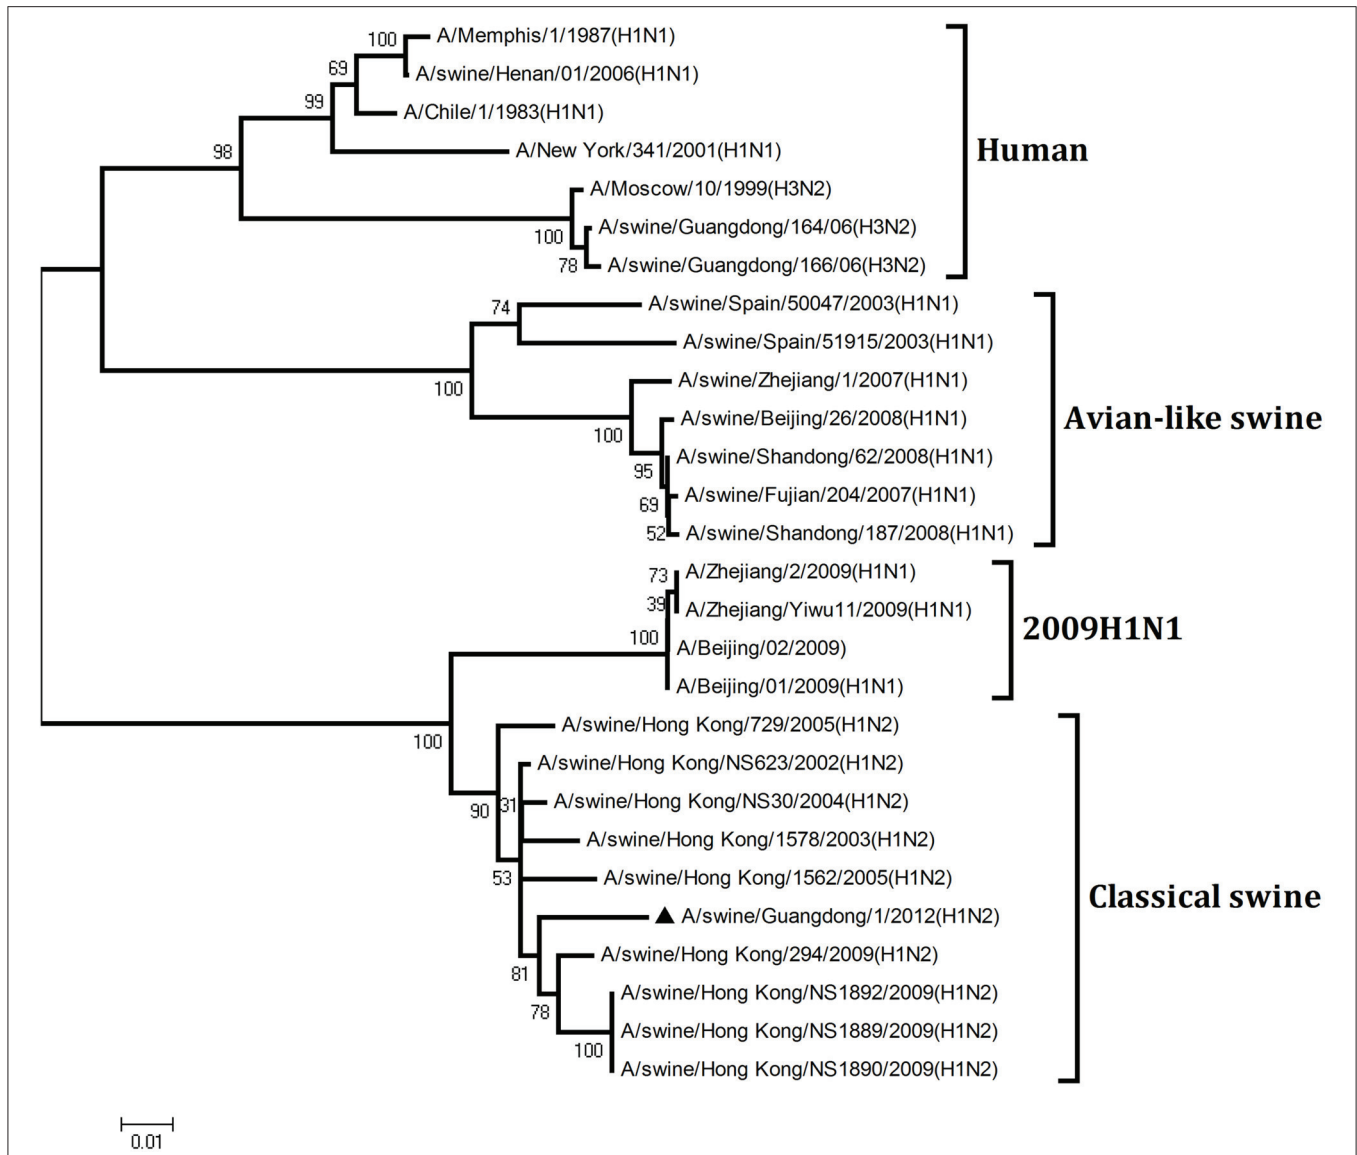 100
A/Memphis/1/1987(H1N1)
69
A/swine/Henan/01/2006(H1N1)
99
A/Chile/1/1983(H1N1)
98
A/New York/341/2001(H1N1)
Human
A/Moscow/10/1999(H3N2)
A/swine/Guangdong/164/06(H3N2)
100
78
A/swine/Guangdong/166/06(H3N2)
74
A/swine/Spain/50047/2003(H1N1)
A/swine/Spain/51915/2003(H1N1)
100
A/swine/Zhejiang/1/2007(H1N1)
A/swine/Beijing/26/2008(H1N1)
Avian-like swine
100
95
A/swine/Shandong/62/2008(H1N1)
69
A/swine/Fujian/204/2007(H1N1)
52
A/swine/Shandong/187/2008(H1N1)
73
A/Zhejiang/2/2009(H1N1)
39
A/Zhejiang/Yiwu11/2009(H1N1)
2009H1N1
100
A/Beijing/02/2009)
A/Beijing/01/2009(H1N1)
100
A/swine/Hong Kong/729/2005(H1N2)
A/swine/Hong Kong/NS623/2002(H1N2)
90
31
A/swine/Hong Kong/NS30/2004(H1N2)
A/swine/Hong Kong/1578/2003(H1N2)
53
A/swine/Hong Kong/1562/2005(H1N2)
Classical swine
A/swine/Guangdong/1/2012(H1N2)
81
A/swine/Hong Kong/294/2009(H1N2)
78
A/swine/Hong Kong/NS1892/2009(H1N2)
A/swine/Hong Kong/NS1889/2009(H1N2)
100
A/swine/Hong Kong/NS1890/2009(H1N2)
0.01